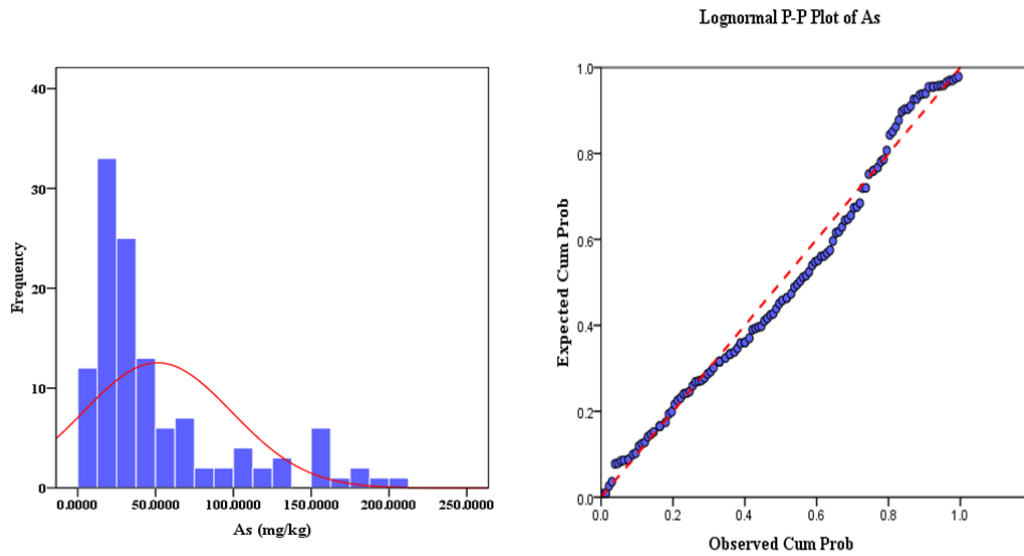 Frequency
40
30
20
10
0
0.0000 50.0000 100.0000 150.0000 200.0000 250.0000
As (mg/kg)
Lognormal P-P Plot of As
Expected Cum Prob
1.0
0.8
0.6
0.4
0.2
0.0
0.0 0.2 0.4 0.6 0.8 1.0
Observed Cum Prob